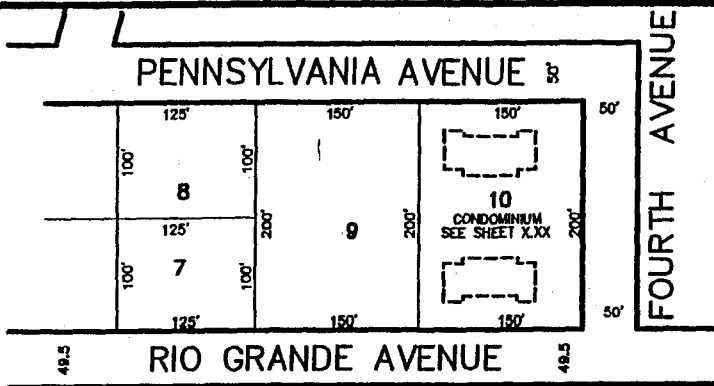 PENNSYLVANIA AVENUE 50'
125' 150' 150' 50'
100' 100'
8
10
CONDOMINIUM
SEE SHEET X.XX
125' 200' 9 200' 200'
7
100' 100'
50'
125' 150' 150'
49.5 RIO GRANDE AVENUE 49.5
FOURTH AVENUE